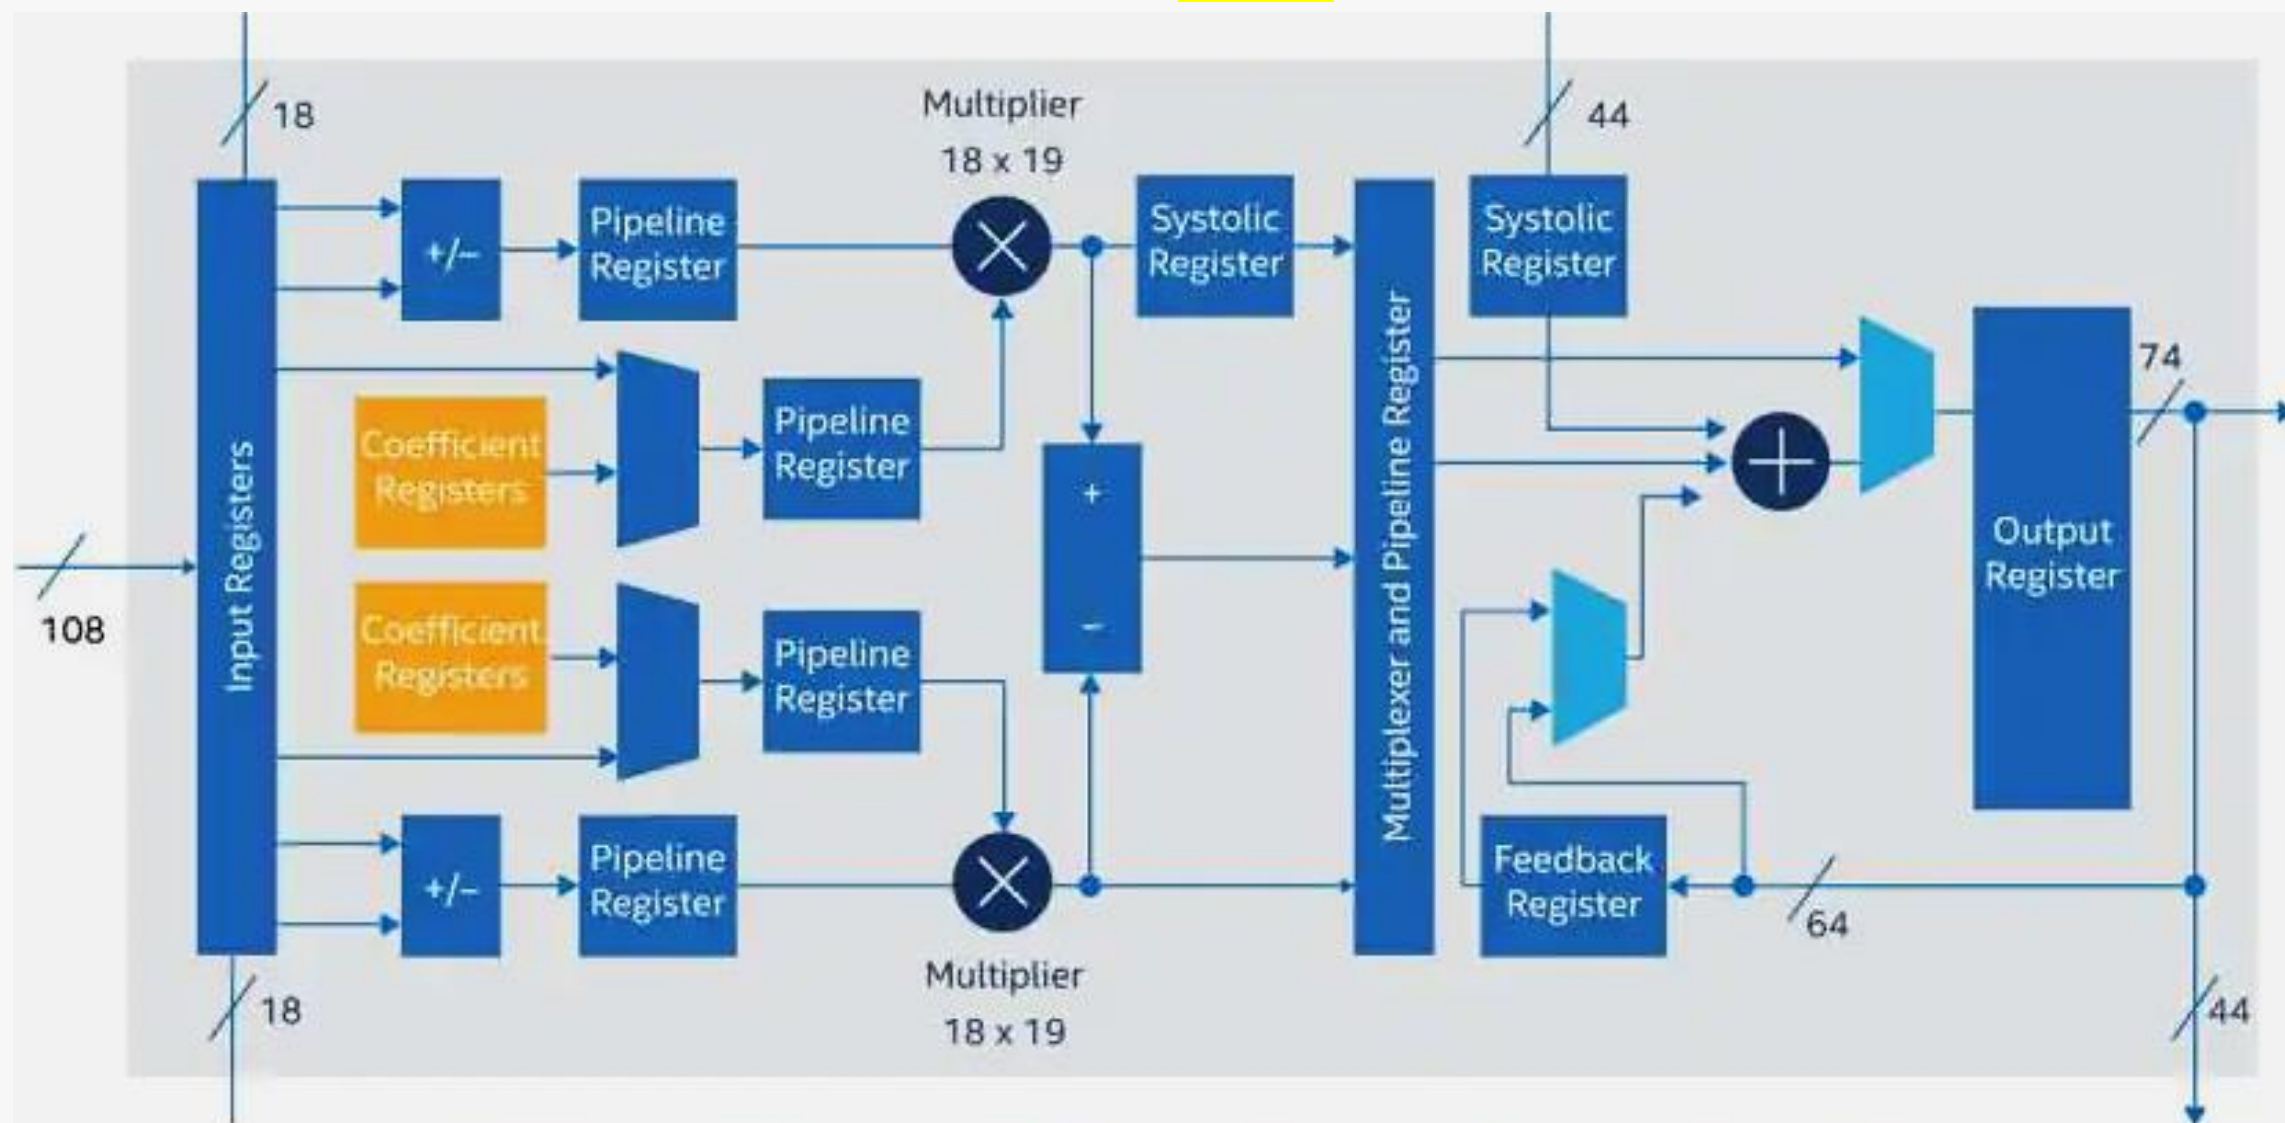 18
44
Multiplier
18 x 19
+/−
Pipeline
Register
Systolic
Register
Systolic
Register
74
Coefficient
Registers
Pipeline
Register
+
−
Input Registers
Multiplexer and Pipeline Register
Output
Register
108
Coefficient
Registers
Pipeline
Register
+/−
Pipeline
Register
Feedback
Register
64
Multiplier
18 x 19
18
44